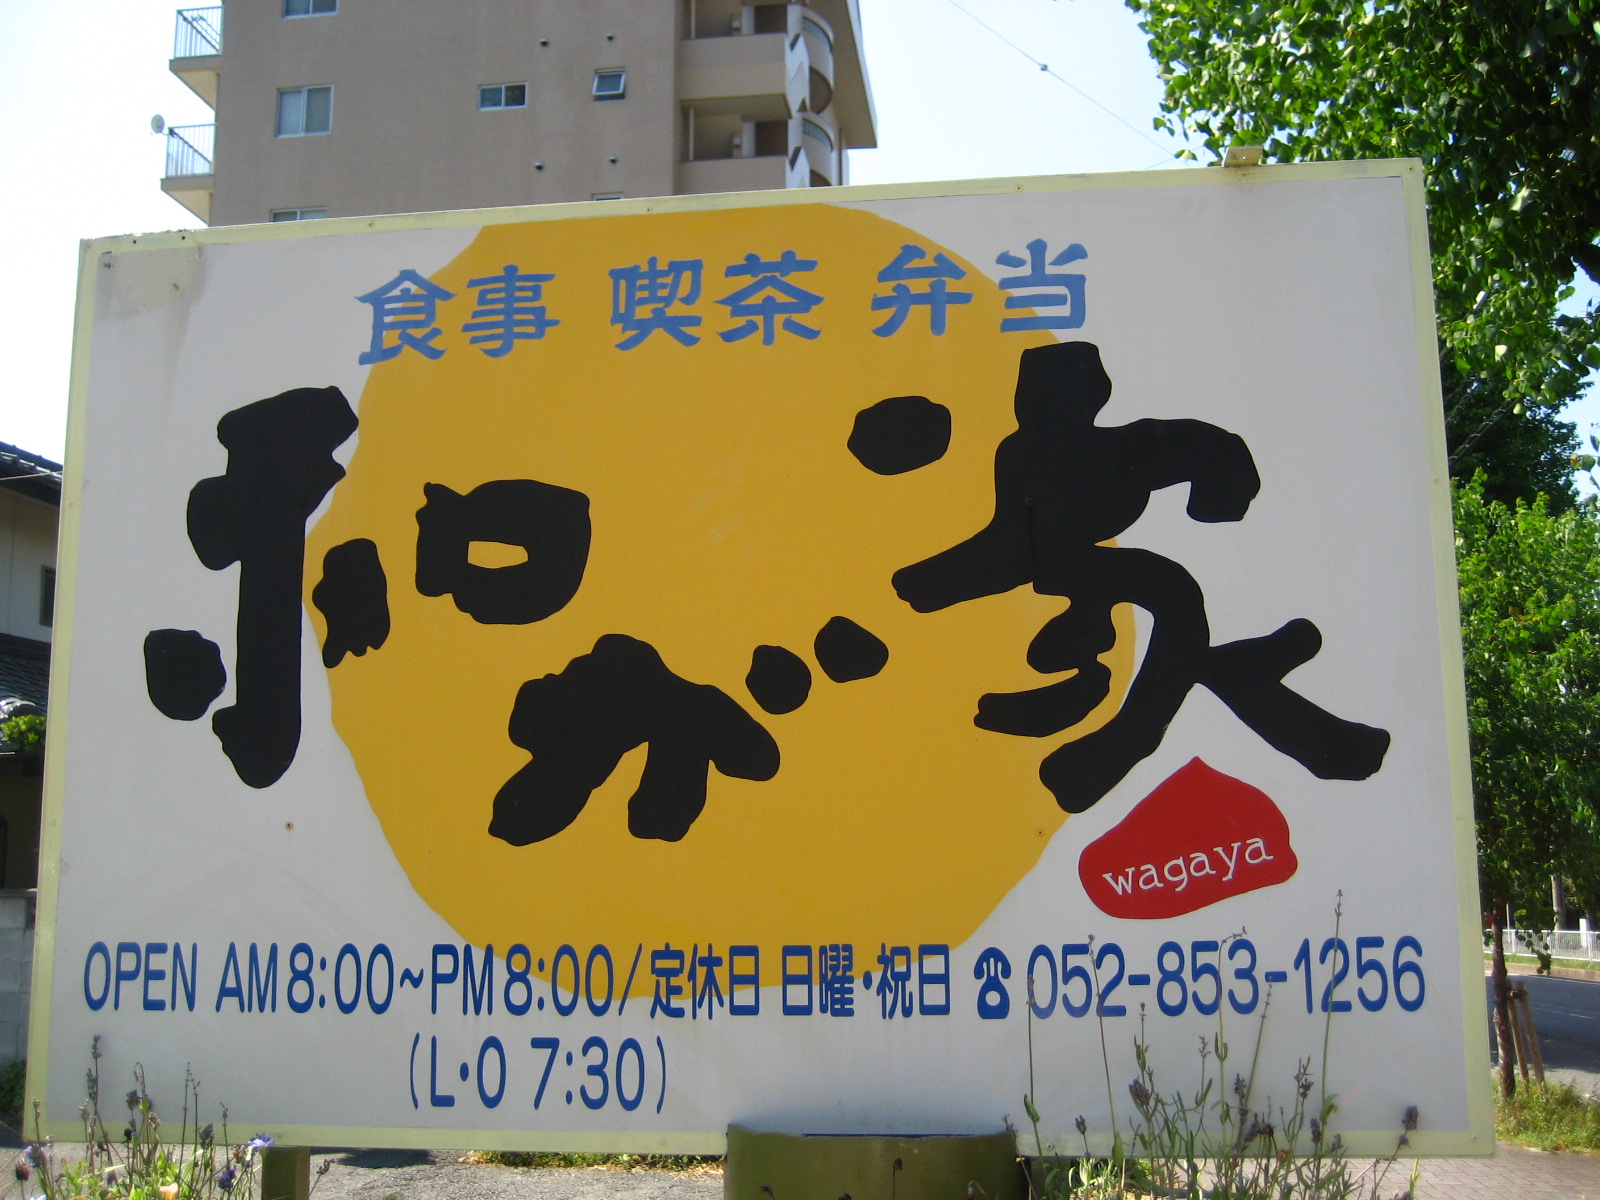 食事 喫茶 弁当
和が家
wagaya
OPEN AM8:00~PM8:00/定休日 日曜・祝日 ☎052-853-1256
(L・O 7:30)